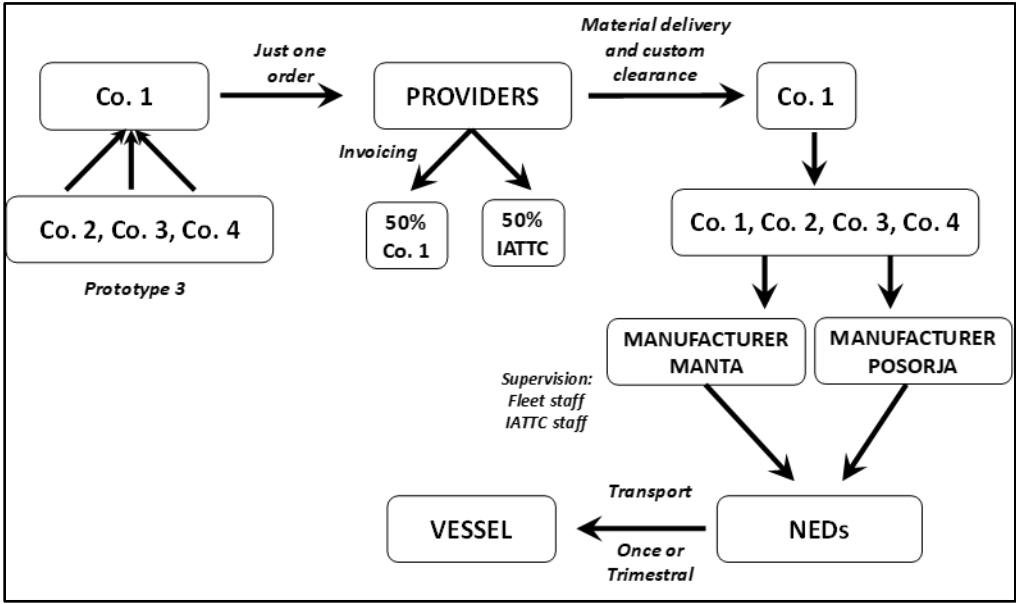 Just one
order
Material delivery
and custom
clearance
Co. 1
PROVIDERS
Co. 1
Invoicing
Co. 2, Co. 3, Co. 4
50%
Co. 1
50%
IATTC
Co. 1, Co. 2, Co. 3, Co. 4
Prototype 3
MANUFACTURER
MANTA
MANUFACTURER
POSORJA
Supervision:
Fleet staff
IATTC staff
Transport
VESSEL
NEDs
Once or
Trimestral